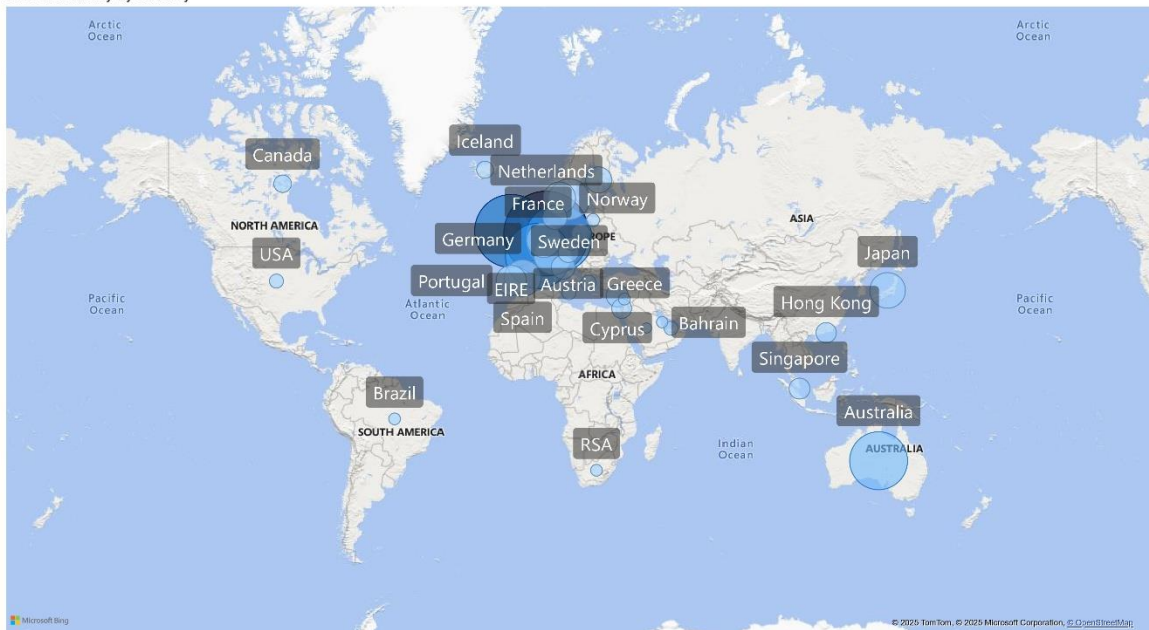 Arctic
Ocean
Arctic
Ocean
Iceland
Canada
Netherlands
France
Norway
NORTH AMERICA
ASIA
Germany
Sweden
USA
Japan
Portugal
EIRE
Austria
Greece
Pacific
Ocean
Atlantic
Ocean
Hong Kong
Pacific
Ocean
Spain
Cyprus
Bahrain
Singapore
AFRICA
Brazil
Australia
SOUTH AMERICA
RSA
Indian
Ocean
AUSTRALIA
Microsoft Bing
© 2025 TomTom, © 2025 Microsoft Corporation, © OpenStreetMap